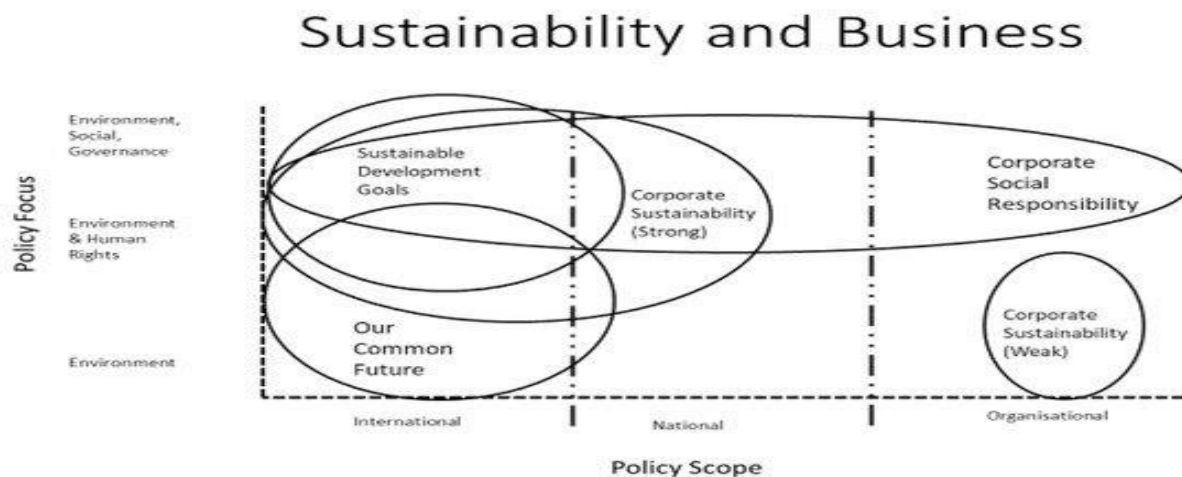 Sustainability and Business
Policy Focus
Environment,
Social,
Governance
Environment
& Human
Rights
Environment
Sustainable
Development
Goals
Corporate
Sustainability
(Strong)
Corporate
Social
Responsibility
Our
Common
Future
Corporate
Sustainability
(Weak)
International
National
Organisational
Policy Scope